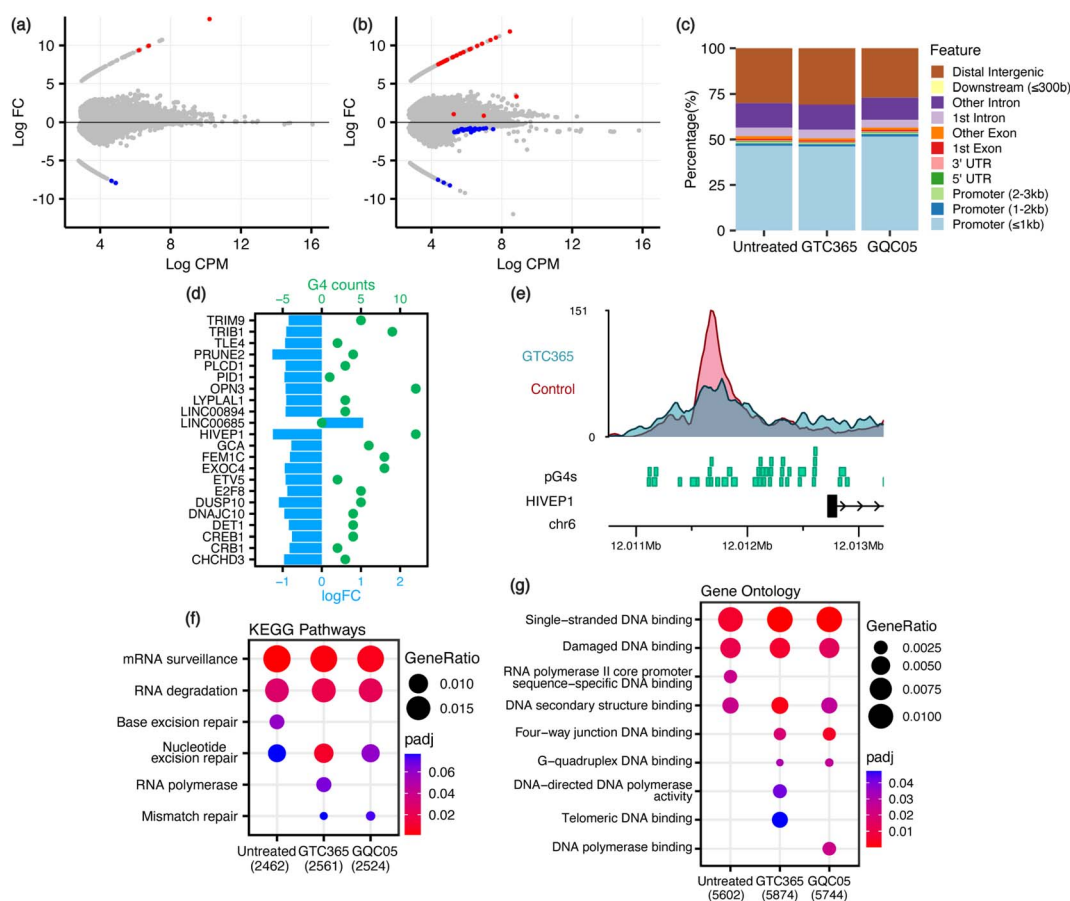 (a)
10
5
0
-5
-10
Log FC
4
8
12
16
Log CPM
(b)
10
5
0
-5
-10
Log FC
4
8
12
16
Log CPM
(c)
100
75
50
25
0
Percentage(%)
Untreated
GTC365
GQC05
Feature
Distal Intergenic
Downstream (≤300b)
Other Intron
1st Intron
Other Exon
1st Exon
3' UTR
5' UTR
Promoter (2-3kb)
Promoter (1-2kb)
Promoter (≤1kb)
(d)
G4 counts
−5
0
5
10
TRIM9
TRIB1
TLE4
PRUNE2
PLCD1
PID1
OPN3
LYPLAL1
LINC00894
LINC00685
HIVEP1
GCA
FEM1C
EXOC4
ETV5
E2F8
DUSP10
DNAJC10
DET1
CREB1
CRB1
CHCHD3
−1
0
1
2
logFC
(e)
151
GTC365
Control
0
pG4s
HIVEP1
chr6
12.011Mb
12.012Mb
12.013Mb
(f)
KEGG Pathways
mRNA surveillance
RNA degradation
Base excision repair
Nucleotide
excision repair
RNA polymerase
Mismatch repair
Untreated
(2462)
GTC365
(2561)
GQC05
(2524)
GeneRatio
0.010
0.015
padj
0.06
0.04
0.02
(g)
Gene Ontology
Single−stranded DNA binding
Damaged DNA binding
RNA polymerase II core promoter
sequence−specific DNA binding
DNA secondary structure binding
Four−way junction DNA binding
G−quadruplex DNA binding
DNA−directed DNA polymerase
activity
Telomeric DNA binding
DNA polymerase binding
Untreated
(5602)
GTC365
(5874)
GQC05
(5744)
GeneRatio
0.0025
0.0050
0.0075
0.0100
padj
0.04
0.03
0.02
0.01